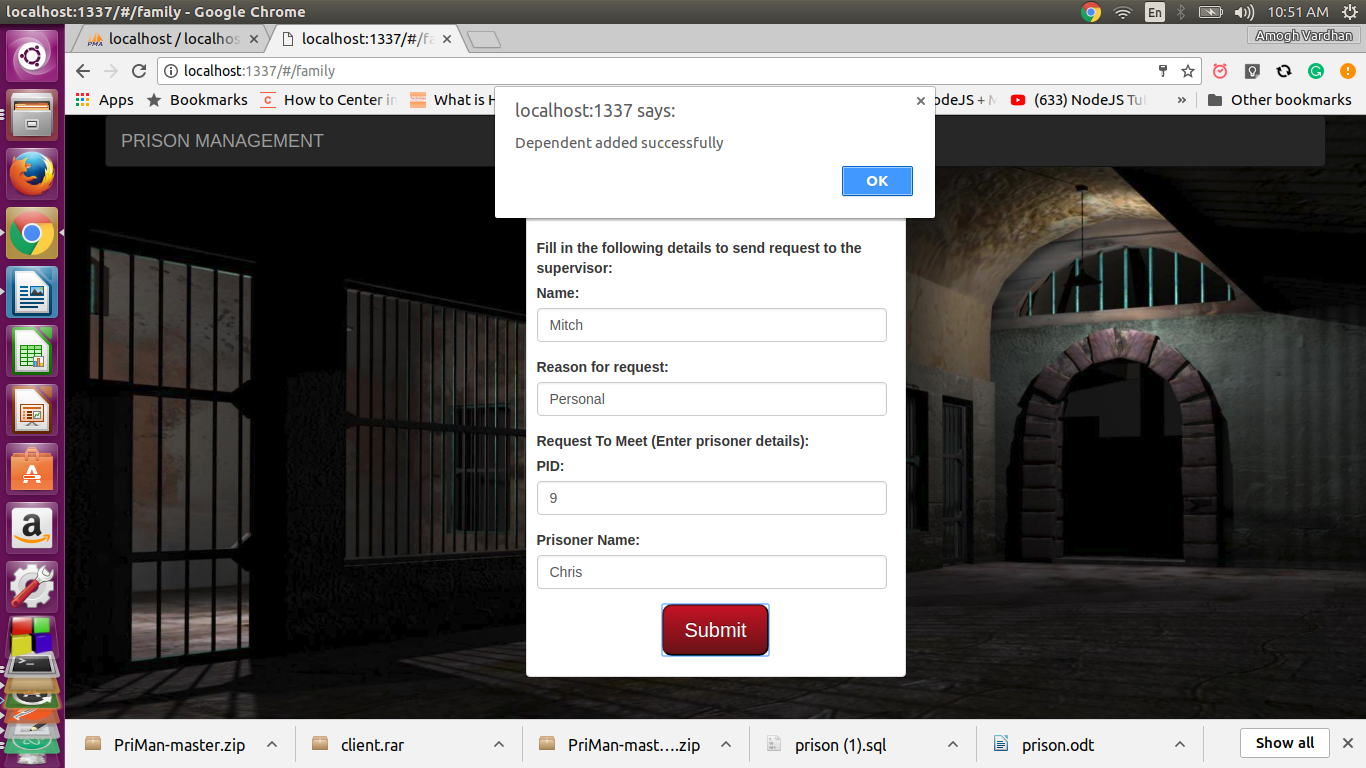 localhost:1337/#/family - Google Chrome
En
10:51 AM
PMA
localhost / localhos
localhost:1337/#/fa
Amogh Vardhan
localhost:1337/#/family
Apps
Bookmarks
C
How to Center in
What is H
odeJS + M
(633) NodeJS Tut
»
Other bookmarks
localhost:1337 says:
Dependent added successfully
OK
PRISON MANAGEMENT
Fill in the following details to send request to the
supervisor:
Name:
Mitch
Reason for request:
Personal
Request To Meet (Enter prisoner details):
PID:
9
Prisoner Name:
Chris
Submit
PriMan-master.zip
client.rar
PriMan-mast....zip
prison (1).sql
prison.odt
Show all